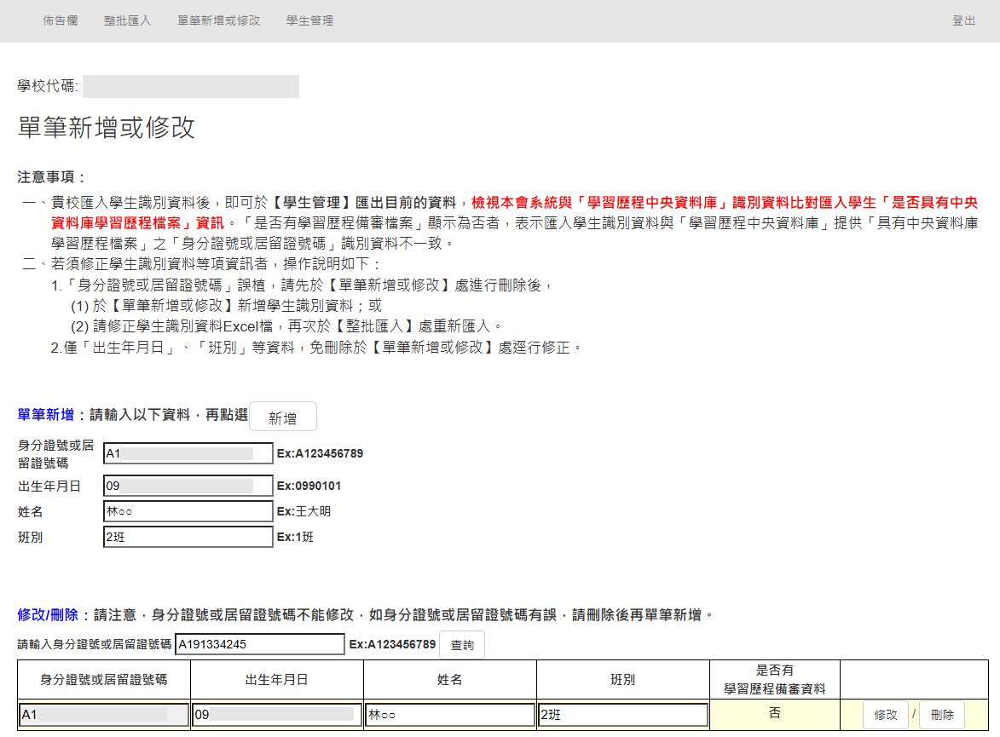 佈告欄 整批匯入 單筆新增或修改 學生管理 登出
學校代碼:
單筆新增或修改
注意事項：
一、貴校匯入學生識別資料後，即可於【學生管理】匯出目前的資料，檢視本會系統與「學習歷程中央資料庫」識別資料比對匯入學生「是否具有中央
資料庫學習歷程檔案」資訊。「是否有學習歷程備審檔案」顯示為否者，表示匯入學生識別資料與「學習歷程中央資料庫」提供「具有中央資料庫
學習歷程檔案」之「身分證號或居留證號碼」識別資料不一致。
二、若須修正學生識別資料等項資訊者，操作說明如下：
1.「身分證號或居留證號碼」誤植，請先於【單筆新增或修改】處進行刪除後，
(1) 於【單筆新增或修改】新增學生識別資料；或
(2) 請修正學生識別資料Excel檔，再次於【整批匯入】處重新匯入。
2.僅「出生年月日」、「班別」等資料，免刪除於【單筆新增或修改】處逕行修正。
單筆新增：請輸入以下資料，再點選 新增
身分證號或居
留證號碼 A1 Ex:A123456789
出生年月日 09 Ex:0990101
姓名 林○○ Ex:王大明
班別 2班 Ex:1班
修改/刪除：請注意，身分證號或居留證號碼不能修改，如身分證號或居留證號碼有誤，請刪除後再單筆新增。
請輸入身分證號或居留證號碼 A191334245 Ex:A123456789 查詢
身分證號或居留證號碼 出生年月日 姓名 班別 是否有
學習歷程備審資料
A1 09 林○○ 2班 否 修改 / 刪除